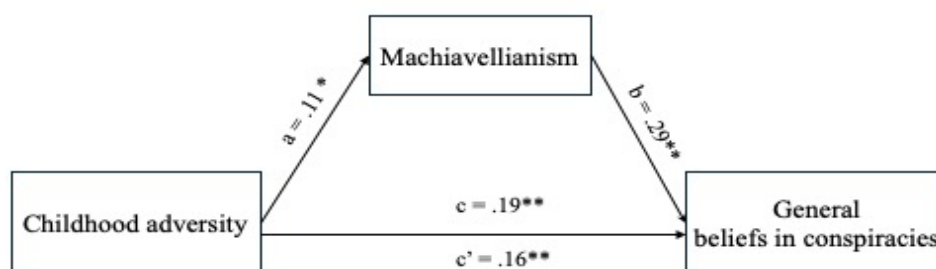 Machiavellianism
a = .11 *
b = .29**
Childhood adversity
c = .19**
c’ = .16**
General
beliefs in conspiracies